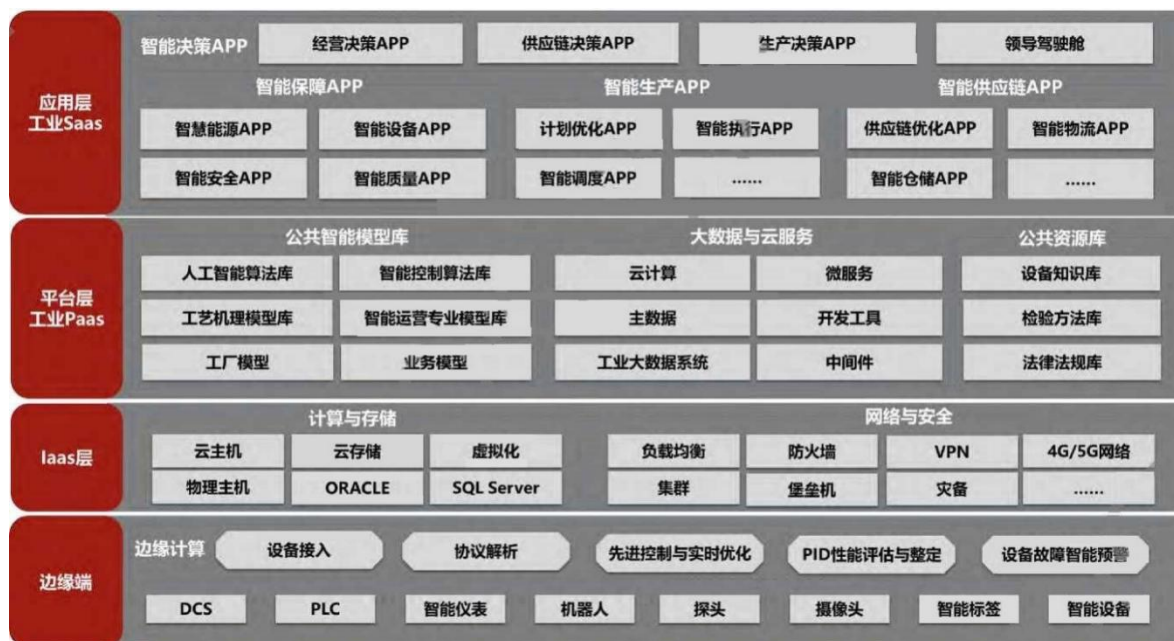 应用层
工业Saas
智能决策APP 经营决策APP 供应链决策APP 生产决策APP 领导驾驶舱
智能保障APP 智能生产APP 智能供应链APP
智慧能源APP 智能设备APP 计划优化APP 智能执行APP 供应链优化APP 智能物流APP
智能安全APP 智能质量APP 智能调度APP …… 智能仓储APP ……
平台层
工业Paas
公共智能模型库 大数据与云服务 公共资源库
人工智能算法库 智能控制算法库 云计算 微服务 设备知识库
工艺机理模型库 智能运营专业模型库 主数据 开发工具 检验方法库
工厂模型 业务模型 工业大数据系统 中间件 法律法规库
Iaas层
计算与存储 网络与安全
云主机 云存储 虚拟化 负载均衡 防火墙 VPN 4G/5G网络
物理主机 ORACLE SQL Server 集群 堡垒机 灾备 ……
边缘端
边缘计算 设备接入 协议解析 先进控制与实时优化 PID性能评估与整定 设备故障智能预警
DCS PLC 智能仪表 机器人 探头 摄像头 智能标签 智能设备